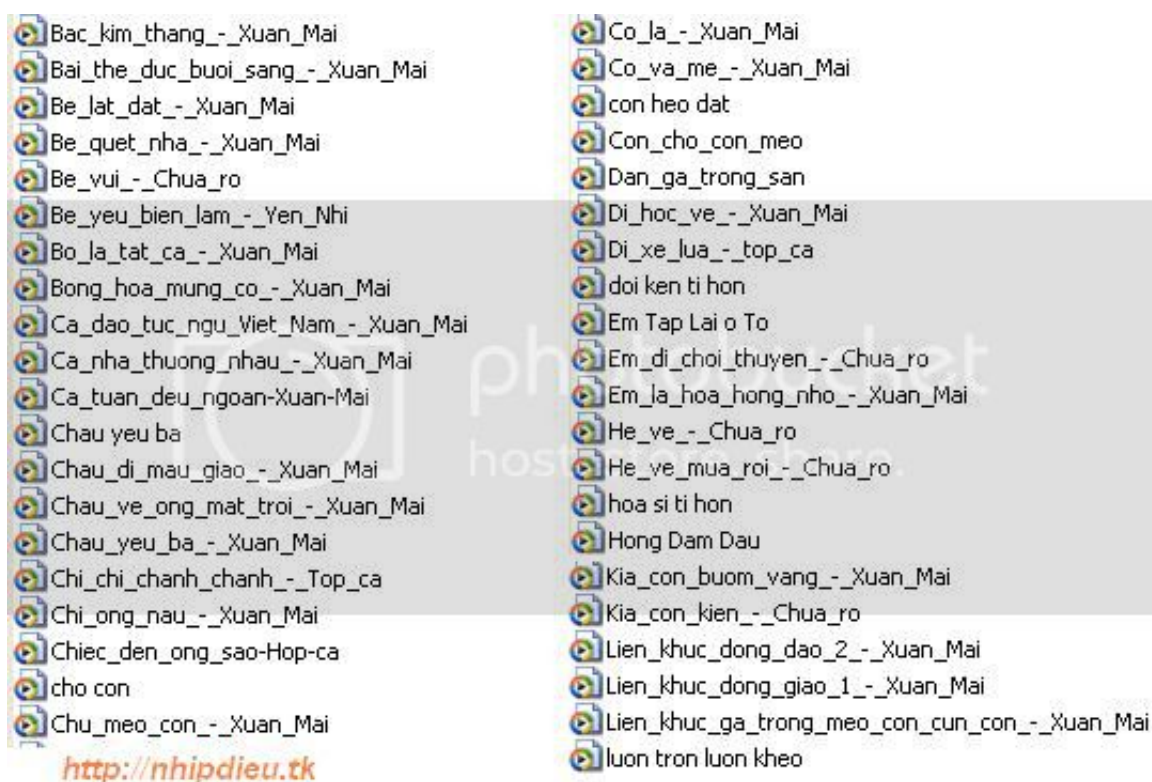 Bac_kim_thang_-_Xuan_Mai
Bai_the_duc_buoi_sang_-_Xuan_Mai
Be_lat_dat_-_Xuan_Mai
Be_quet_nha_-_Xuan_Mai
Be_vui_-_Chua_ro
Be_yeu_bien_lam_-_Yen_Nhi
Bo_la_tat_ca_-_Xuan_Mai
Bong_hoa_mung_co_-_Xuan_Mai
Ca_dao_tuc_ngu_Viet_Nam_-_Xuan_Mai
Ca_nha_thuong_nhau_-_Xuan_Mai
Ca_tuan_deu_ngoan-Xuan-Mai
Chau yeu ba
Chau_di_mau_giao_-_Xuan_Mai
Chau_ve_ong_mat_troi_-_Xuan_Mai
Chau_yeu_ba_-_Xuan_Mai
Chi_chi_chanh_chanh_-_Top_ca
Chi_ong_nau_-_Xuan_Mai
Chiec_den_ong_sao-Hop-ca
cho con
Chu_meo_con_-_Xuan_Mai
http://nhipdieu.tk
Co_la_-_Xuan_Mai
Co_va_me_-_Xuan_Mai
con heo dat
Con_cho_con_meo
Dan_ga_trong_san
Di_hoc_ve_-_Xuan_Mai
Di_xe_lua_-_top_ca
doi ken ti hon
Em Tap Lai o To
Em_di_choi_thuyen_-_Chua_ro
Em_la_hoa_hong_nho_-_Xuan_Mai
He_ve_-_Chua_ro
He_ve_mua_roi_-_Chua_ro
hoa si ti hon
Hong Dam Dau
Kia_con_buom_vang_-_Xuan_Mai
Kia_con_kien_-_Chua_ro
Lien_khuc_dong_dao_2_-_Xuan_Mai
Lien_khuc_dong_giao_1_-_Xuan_Mai
Lien_khuc_ga_trong_meo_con_cun_con_-_Xuan_Mai
luon tron luon kheo
photobucket